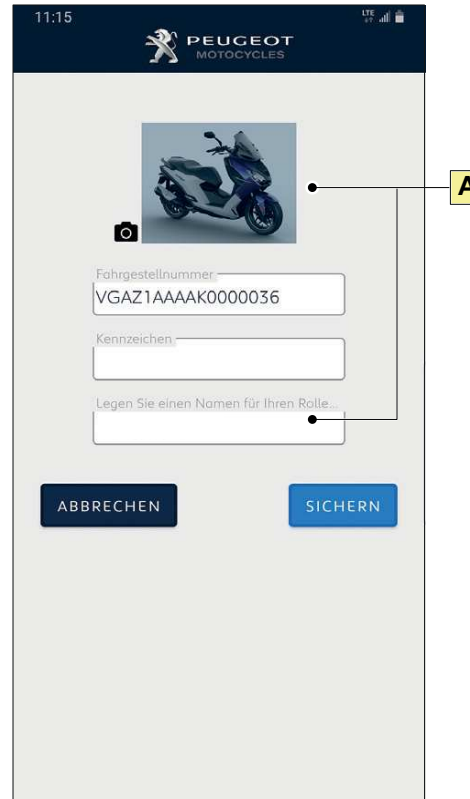 11:15
LTE
PEUGEOT
MOTOCYCLES
A
Fahrgestellnummer
VGAZ1AAAAK0000036
Kennzeichen
Legen Sie einen Namen für Ihren Rolle...
ABBRECHEN
SICHERN